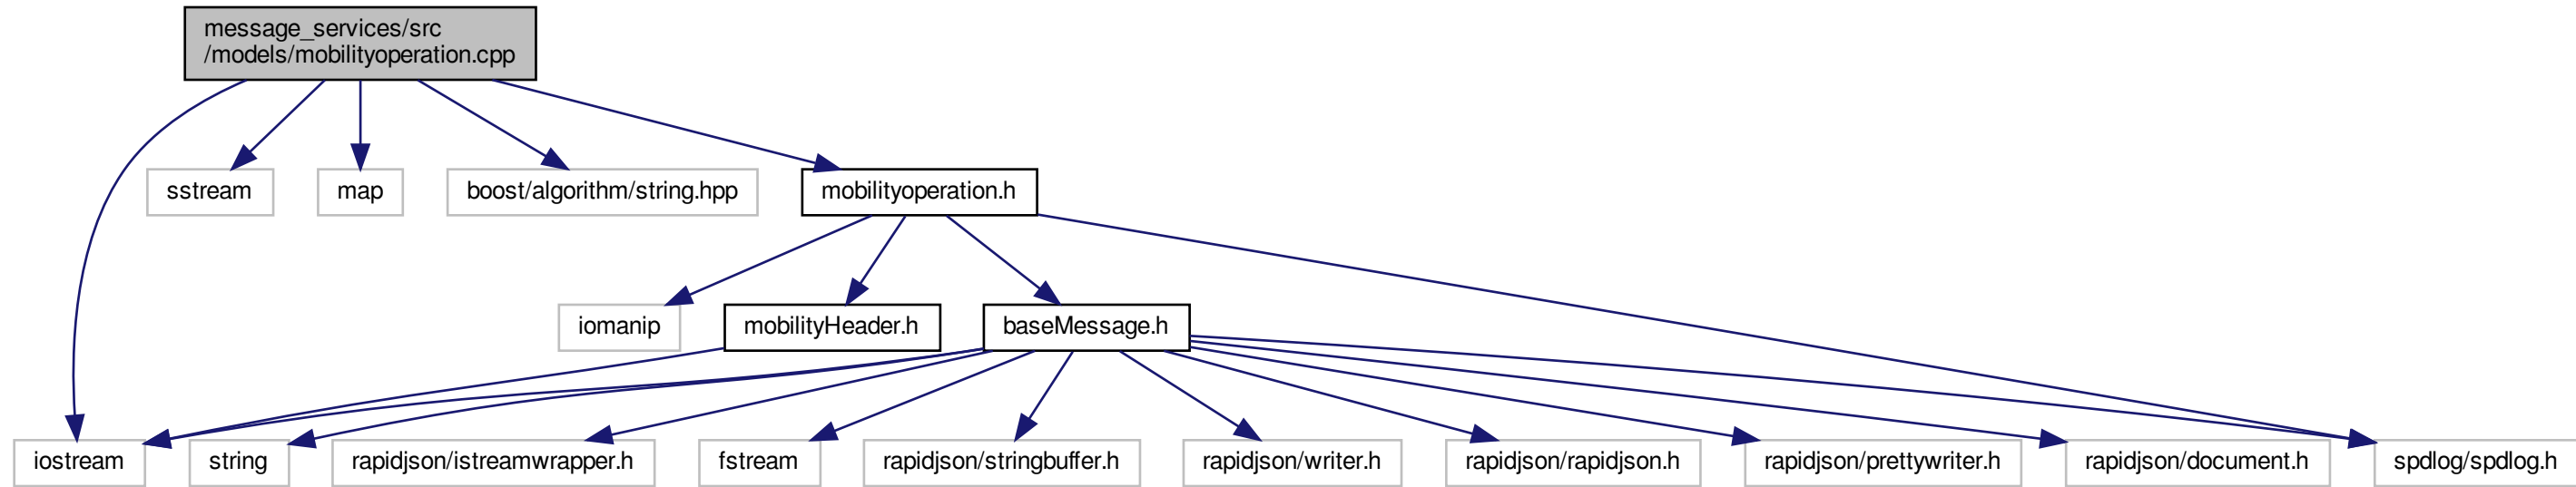 message_services/src
/models/mobilityoperation.cpp
sstream
map
boost/algorithm/string.hpp
mobilityoperation.h
iomanip
mobilityHeader.h
baseMessage.h
iostream
string
rapidjson/istreamwrapper.h
fstream
rapidjson/stringbuffer.h
rapidjson/writer.h
rapidjson/rapidjson.h
rapidjson/prettywriter.h
rapidjson/document.h
spdlog/spdlog.h